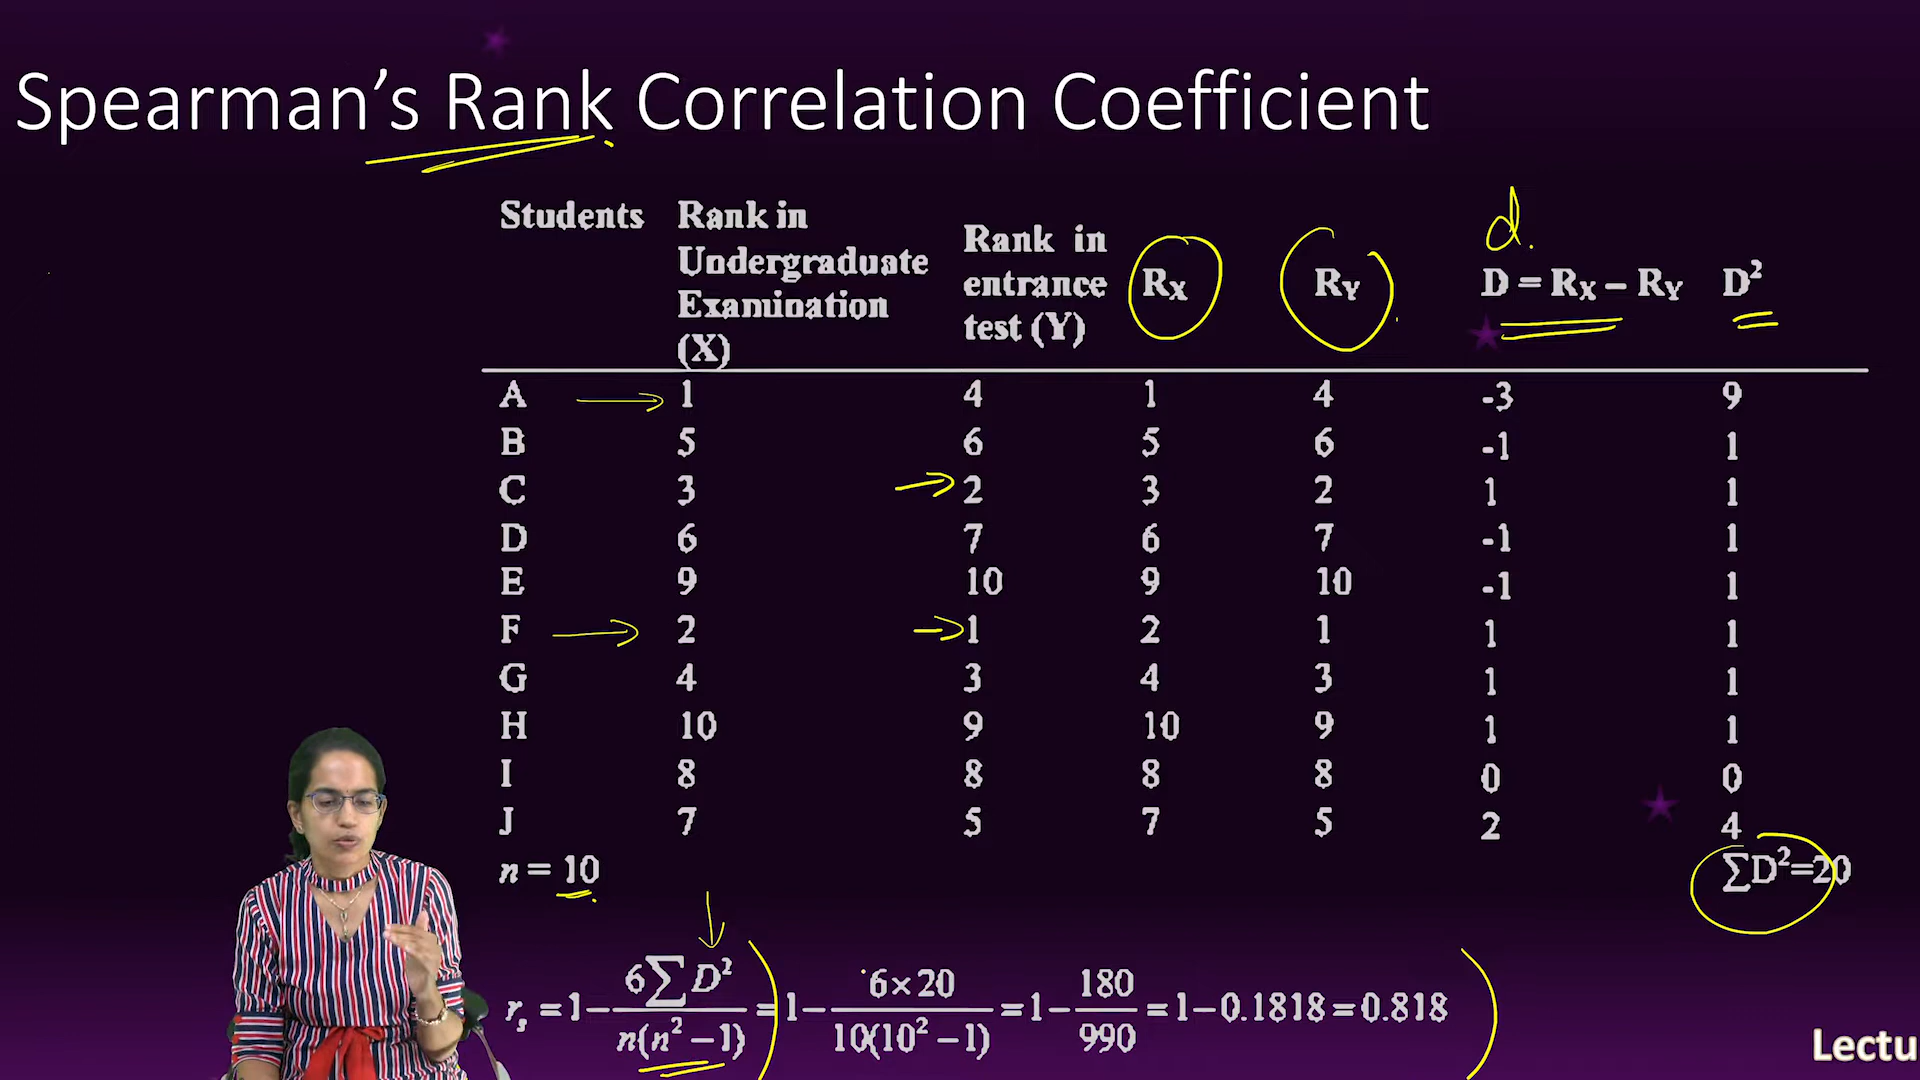 Spearman's Rank Correlation Coefficient
d.
Students Rank in Undergraduate Examination (X) Rank in entrance test (Y) R_X R_Y D = R_X – R_Y D²
A 1 4 1 4 -3 9
B 5 6 5 6 -1 1
C 3 2 3 2 1 1
D 6 7 6 7 -1 1
E 9 10 9 10 -1 1
F 2 1 2 1 1 1
G 4 3 4 3 1 1
H 10 9 10 9 1 1
I 8 8 8 8 0 0
J 7 5 7 5 2 4
n = 10 ∑D²=20
r_s = 1 − 6∑D² / n(n² − 1) = 1 − 6×20 / 10(10² − 1) = 1 − 180 / 990 = 1 − 0.1818 = 0.818
Lectu